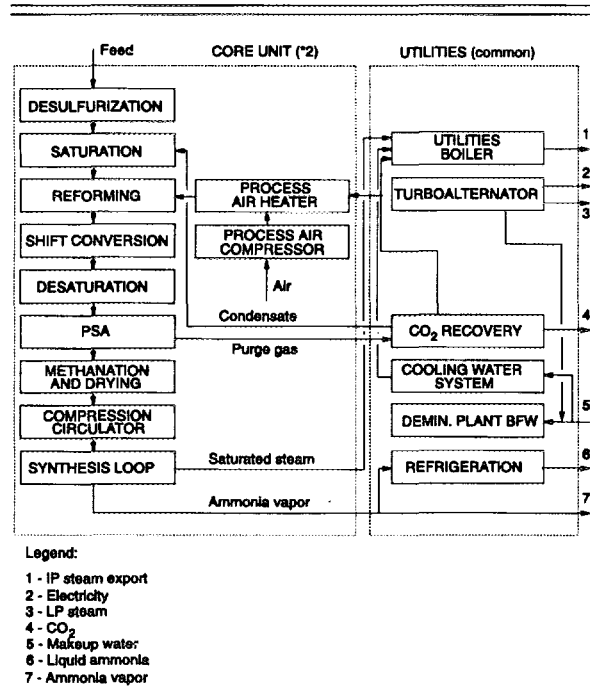 Feed
CORE UNIT (*2)
UTILITIES (common)
DESULFURIZATION
SATURATION
REFORMING
SHIFT CONVERSION
DESATURATION
PSA
METHANATION
AND DRYING
COMPRESSION
CIRCULATOR
SYNTHESIS LOOP
PROCESS
AIR HEATER
PROCESS AIR
COMPRESSOR
Air
Condensate
Purge gas
Saturated steam
Ammonia vapor
UTILITIES
BOILER
TURBOALTERNATOR
CO2 RECOVERY
COOLING WATER
SYSTEM
DEMIN. PLANT BFW
REFRIGERATION
1
2
3
4
5
6
7
Legend:
1 - IP steam export
2 - Electricity
3 - LP steam
4 - CO2
5 - Makeup water
6 - Liquid ammonia
7 - Ammonia vapor